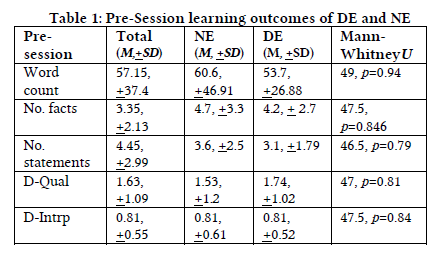 Table 1: Pre-Session learning outcomes of DE and NE
Pre-session Total (M,±SD) NE (M, ±SD) DE (M, ±SD) Mann-Whitney U
Word count 57.15, ±37.4 60.6, ±46.91 53.7, ±26.88 49, p=0.94
No. facts 3.35, ±2.13 4.7, ±3.3 4.2, ± 2.7 47.5, p=0.846
No. statements 4.45, ±2.99 3.6, ±2.5 3.1, ±1.79 46.5, p=0.79
D-Qual 1.63, ±1.09 1.53, ±1.2 1.74, ±1.02 47, p=0.81
D-Intrp 0.81, ±0.55 0.81, ±0.61 0.81, ±0.52 47.5, p=0.84